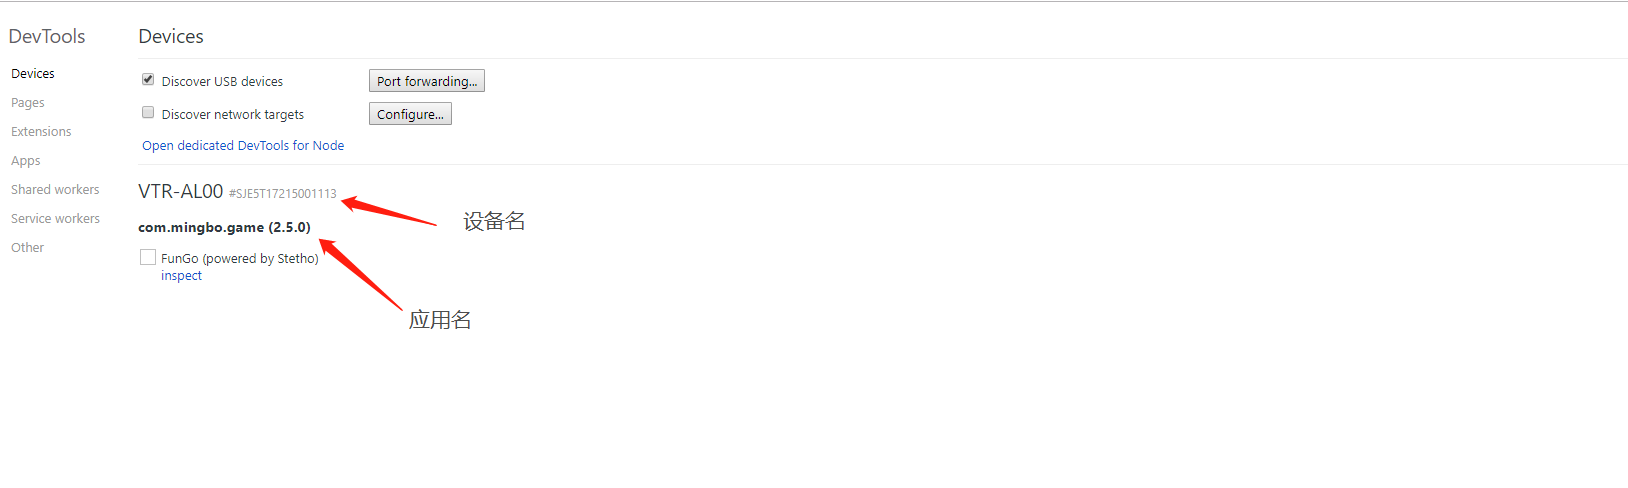 DevTools
Devices
Pages
Extensions
Apps
Shared workers
Service workers
Other
Devices
Discover USB devices
Port forwarding...
Discover network targets
Configure...
Open dedicated DevTools for Node
VTR-AL00 #SJE5T17215001113
设备名
com.mingbo.game (2.5.0)
FunGo (powered by Stetho)
inspect
应用名